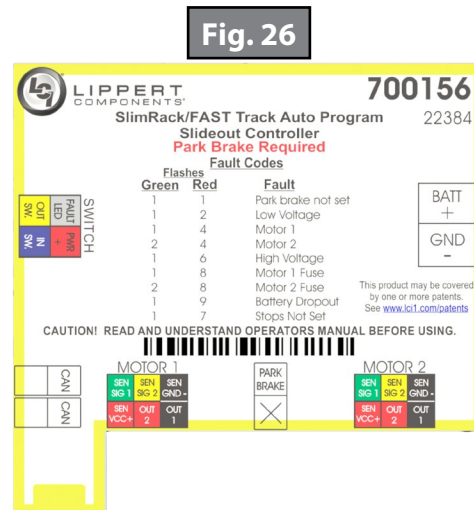 Fig. 26
LCI
LIPPERT
COMPONENTS
700156
SlimRack/FAST Track Auto Program
22384
Slideout Controller
Park Brake Required
Fault Codes
Flashes
Green Red Fault
1 1 Park brake not set
1 2 Low Voltage
1 4 Motor 1
2 4 Motor 2
1 6 High Voltage
1 8 Motor 1 Fuse
2 8 Motor 2 Fuse
1 9 Battery Dropout
1 7 Stops Not Set
SWITCH
FAULT LED
PWR +
OUT SW.
IN SW.
BATT
+
GND
-
This product may be covered
by one or more patents.
See www.lci1.com/patents
CAUTION! READ AND UNDERSTAND OPERATORS MANUAL BEFORE USING.
CAN
CAN
MOTOR 1
SEN SIG 1
SEN SIG 2
SEN GND -
SEN VCC+
OUT 2
OUT 1
PARK
BRAKE
MOTOR 2
SEN SIG 1
SEN SIG 2
SEN GND -
SEN VCC+
OUT 2
OUT 1